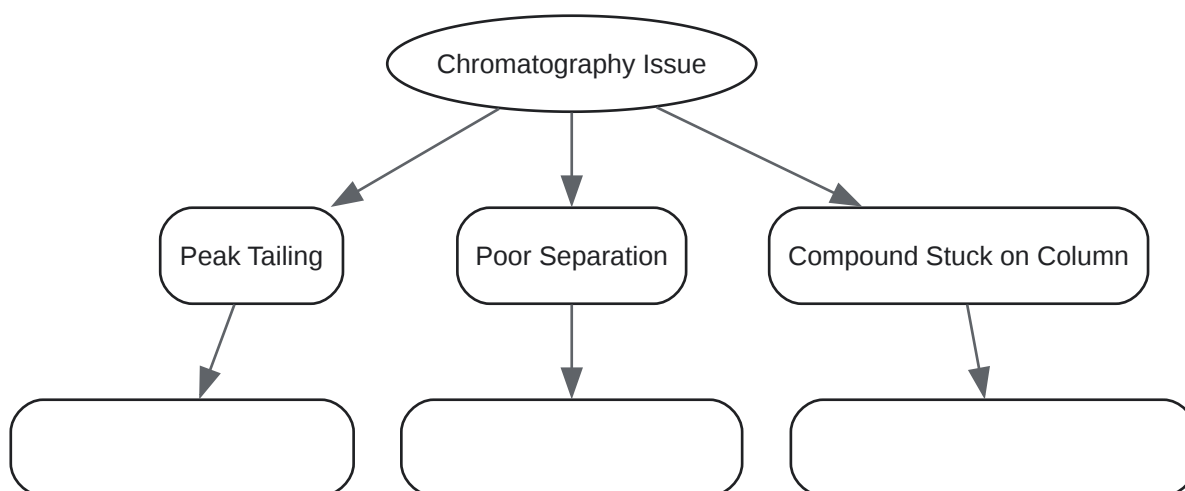 Chromatography Issue
Peak Tailing
Poor Separation
Compound Stuck on Column